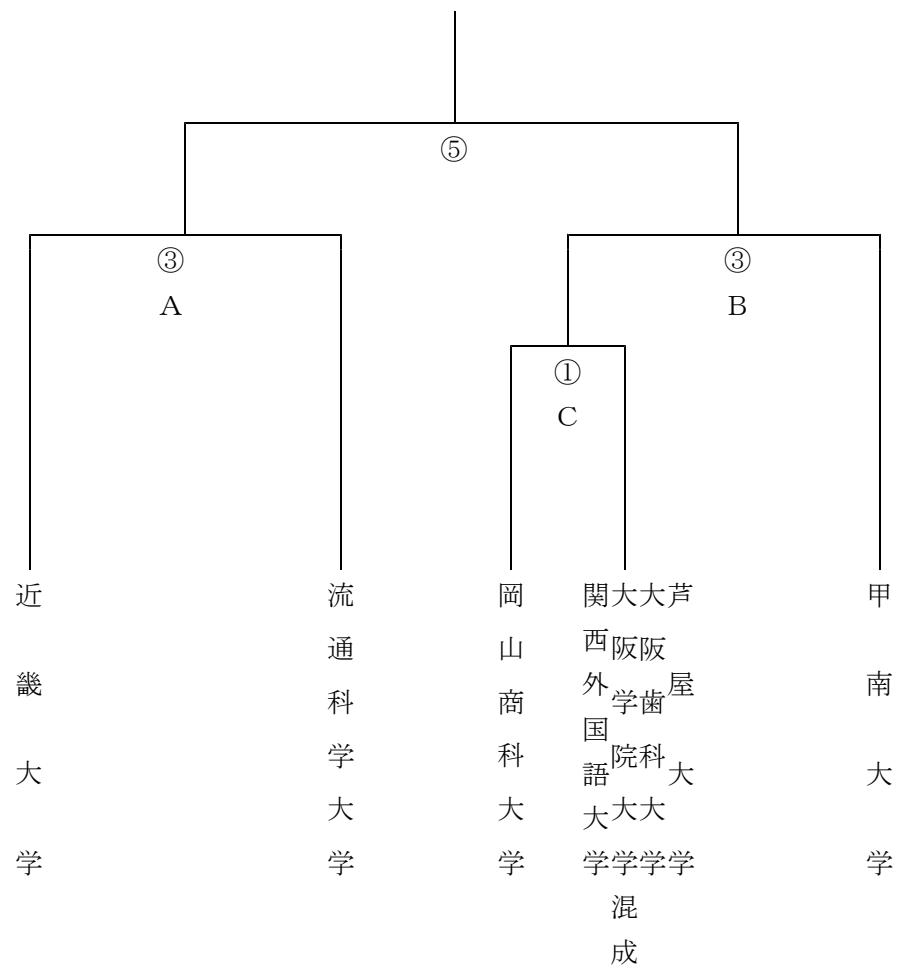 ⑤
③
A
③
B
①
C
近畿大学
流通科学大学
岡山商科大学
関西外国語大学
大阪学院大学
大阪歯科大学
芦屋大学
混成
甲南大学